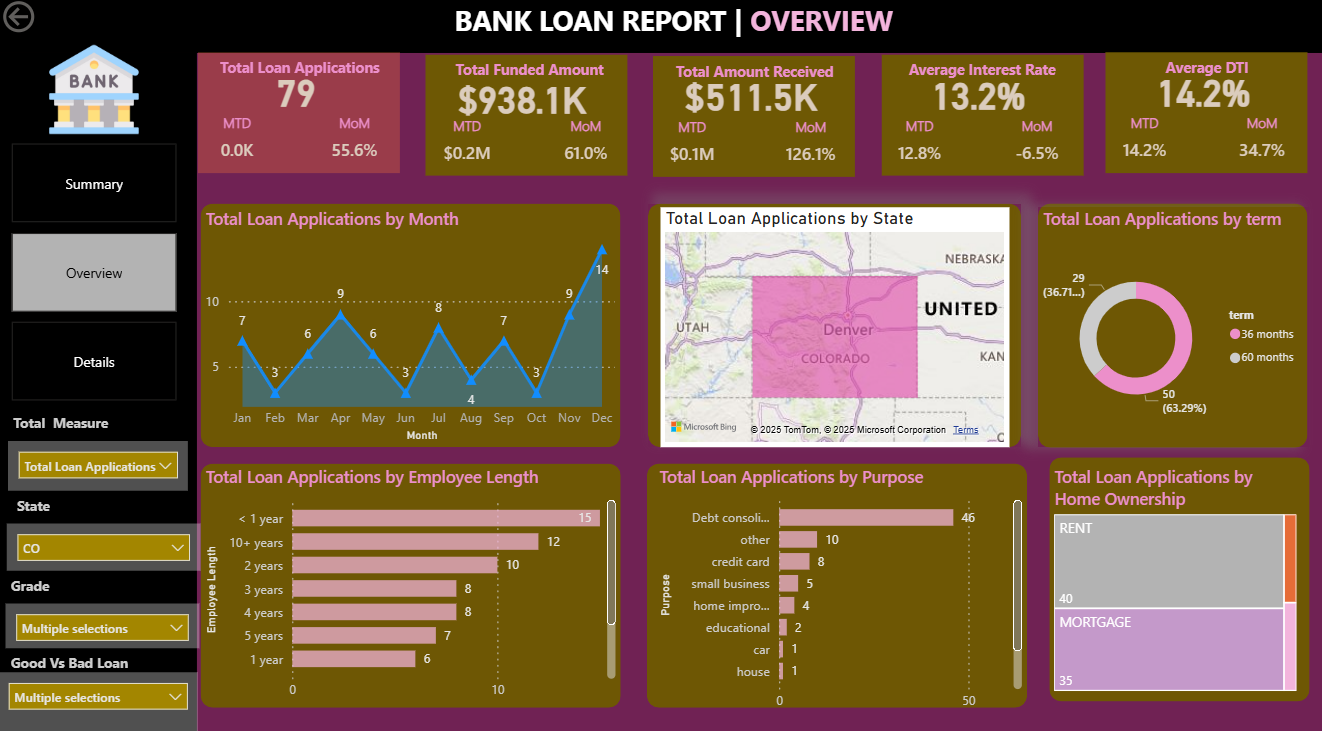 BANK LOAN REPORT | OVERVIEW
BANK
Summary
Overview
Details
Total Measure
Total Loan Applications
State
CO
Grade
Multiple selections
Good Vs Bad Loan
Multiple selections
Total Loan Applications
79
MTD MoM
0.0K 55.6%
Total Funded Amount
$938.1K
MTD MoM
$0.2M 61.0%
Total Amount Received
$511.5K
MTD MoM
$0.1M 126.1%
Average Interest Rate
13.2%
MTD MoM
12.8% -6.5%
Average DTI
14.2%
MTD MoM
14.2% 34.7%
Total Loan Applications by Month
10
5
7
3
6
9
6
3
8
4
7
3
9
14
Jan Feb Mar Apr May Jun Jul Aug Sep Oct Nov Dec
Month
Total Loan Applications by State
NEBRASKA
UNITED
UTAH
Denver
COLORADO
KAN
Microsoft Bing
© 2025 TomTom, © 2025 Microsoft Corporation Terms
Total Loan Applications by term
29
(36.71...)
50
(63.29%)
term
36 months
60 months
Total Loan Applications by Employee Length
Employee Length
< 1 year 15
10+ years 12
2 years 10
3 years 8
4 years 8
5 years 7
1 year 6
0 10
Total Loan Applications by Purpose
Purpose
Debt consoli... 46
other 10
credit card 8
small business 5
home impro... 4
educational 2
car 1
house 1
0 50
Total Loan Applications by
Home Ownership
RENT
40
MORTGAGE
35